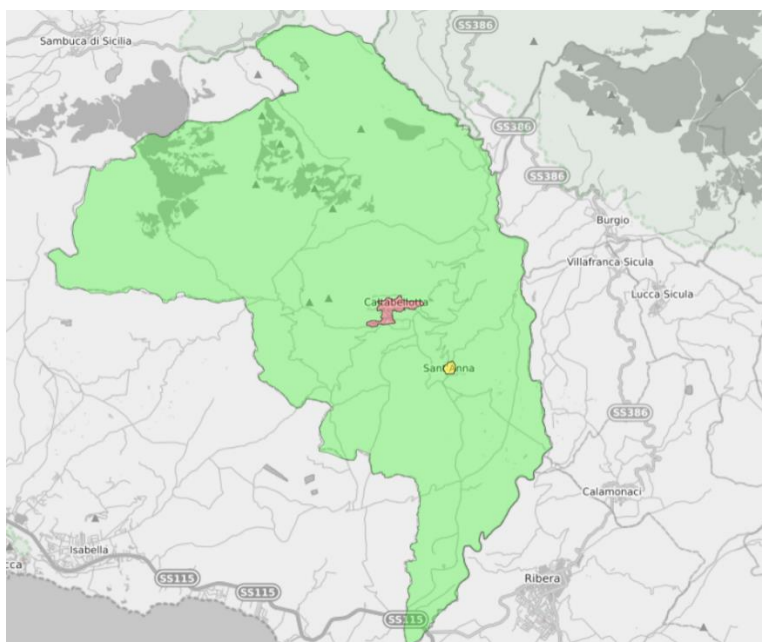 SS386
Sambuca di Sicilia
SS386
SS386
Burgio
Villafranca Sicula
Lucca Sicula
Caltabellotta
Sant'Anna
SS386
Calamonaci
Isabella
cca
SS115
Ribera
SS115
SS115